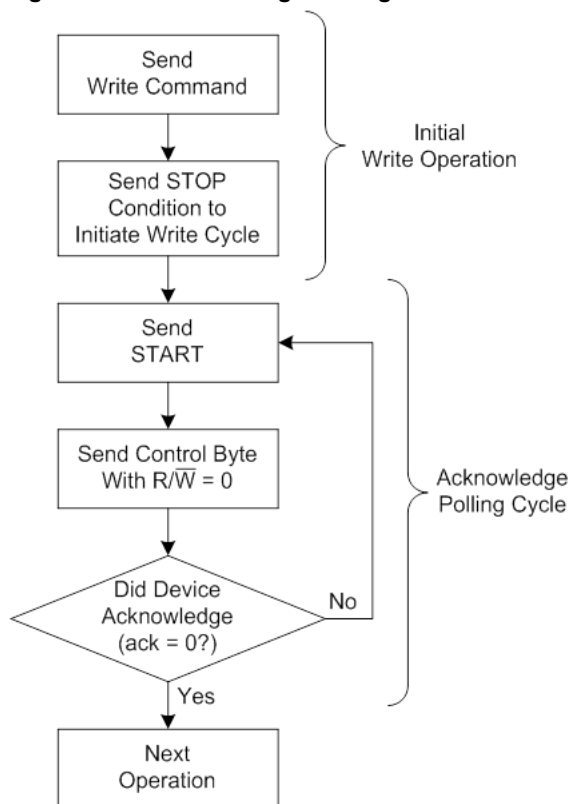 Send
Write Command
Initial
Write Operation
Send STOP
Condition to
Initiate Write Cycle
Send
START
Send Control Byte
With R/W̅ = 0
Acknowledge
Polling Cycle
Did Device
Acknowledge
(ack = 0?)
No
Yes
Next
Operation